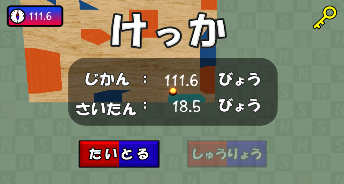 111.6
けっか
じかん : 111.6 びょう
さいたん : 18.5 びょう
たいとる しゅうりょう